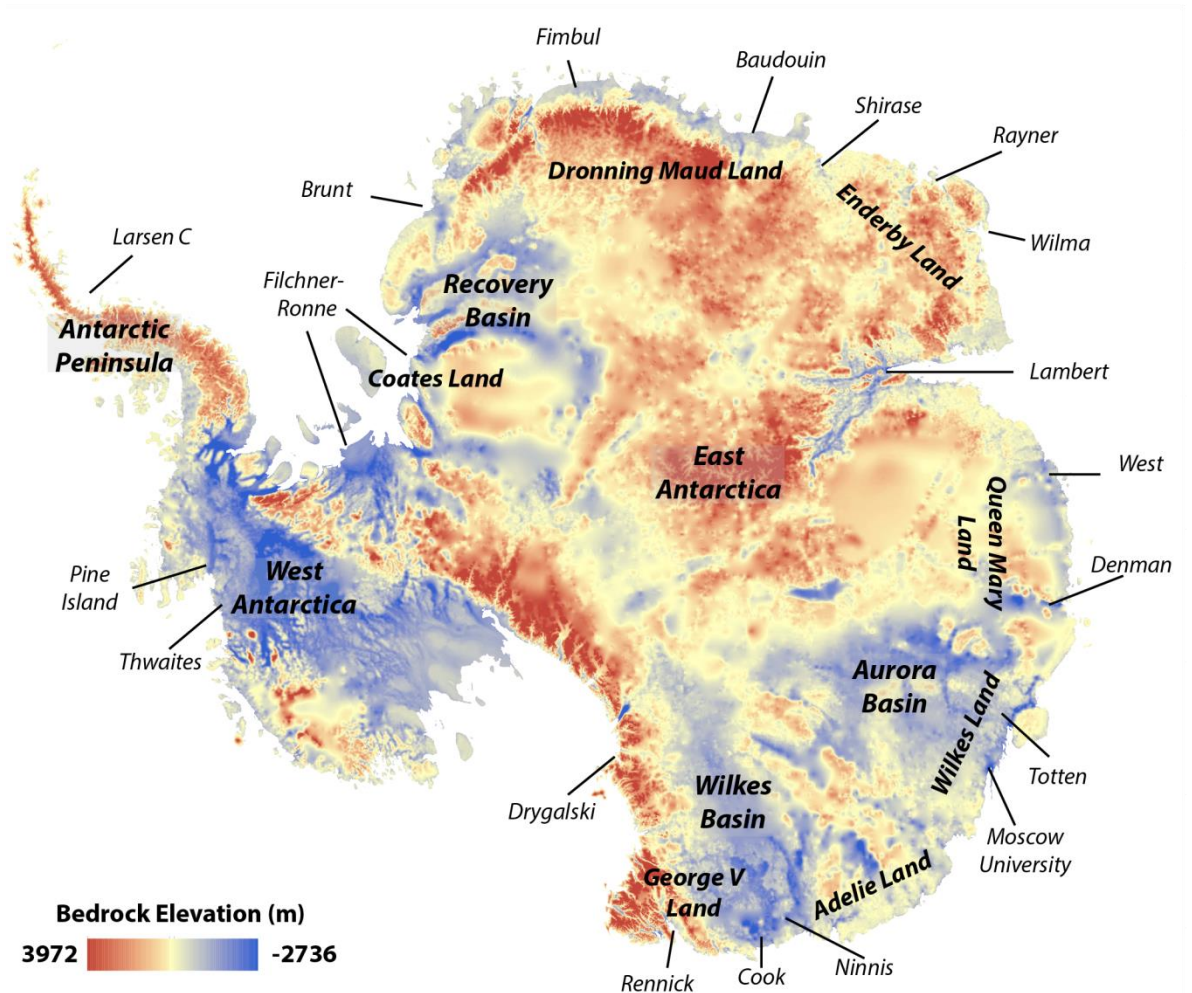 Fimbul
Baudouin
Shirase
Rayner
Dronning Maud Land
Brunt
Enderby Land
Wilma
Larsen C
Filchner-
Ronne
Recovery
Basin
Antarctic
Peninsula
Coates Land
Lambert
East
Antarctica
West
Queen Mary
Land
Pine
Island
West
Antarctica
Denman
Thwaites
Aurora
Basin
Wilkes Land
Totten
Drygalski
Wilkes
Basin
Moscow
University
George V
Land
Adelie Land
Bedrock Elevation (m)
3972
-2736
Rennick
Cook
Ninnis